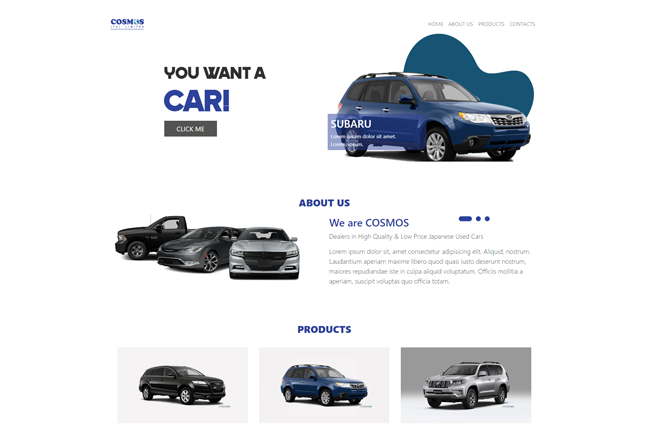 COSMOS
HOME ABOUT US PRODUCTS CONTACTS
YOU WANT A
CAR!
CLICK ME
SUBARU
Lorem ipsum dolor sit amet.
Lorem ipsum.
ABOUT US
We are COSMOS
Dealers in High Quality & Low Price Japanese Used Cars
Lorem ipsum dolor sit amet, consectetur adipisicing elit. Aliquid, nostrum.
Laudantium aperiam maxime libero quod quasi iusto deserunt nostrum,
maiores repudiandae iste in culpa aliquid voluptatum. Officiis mollitia a
aperiam, suscipit voluptas quo officia totam.
PRODUCTS